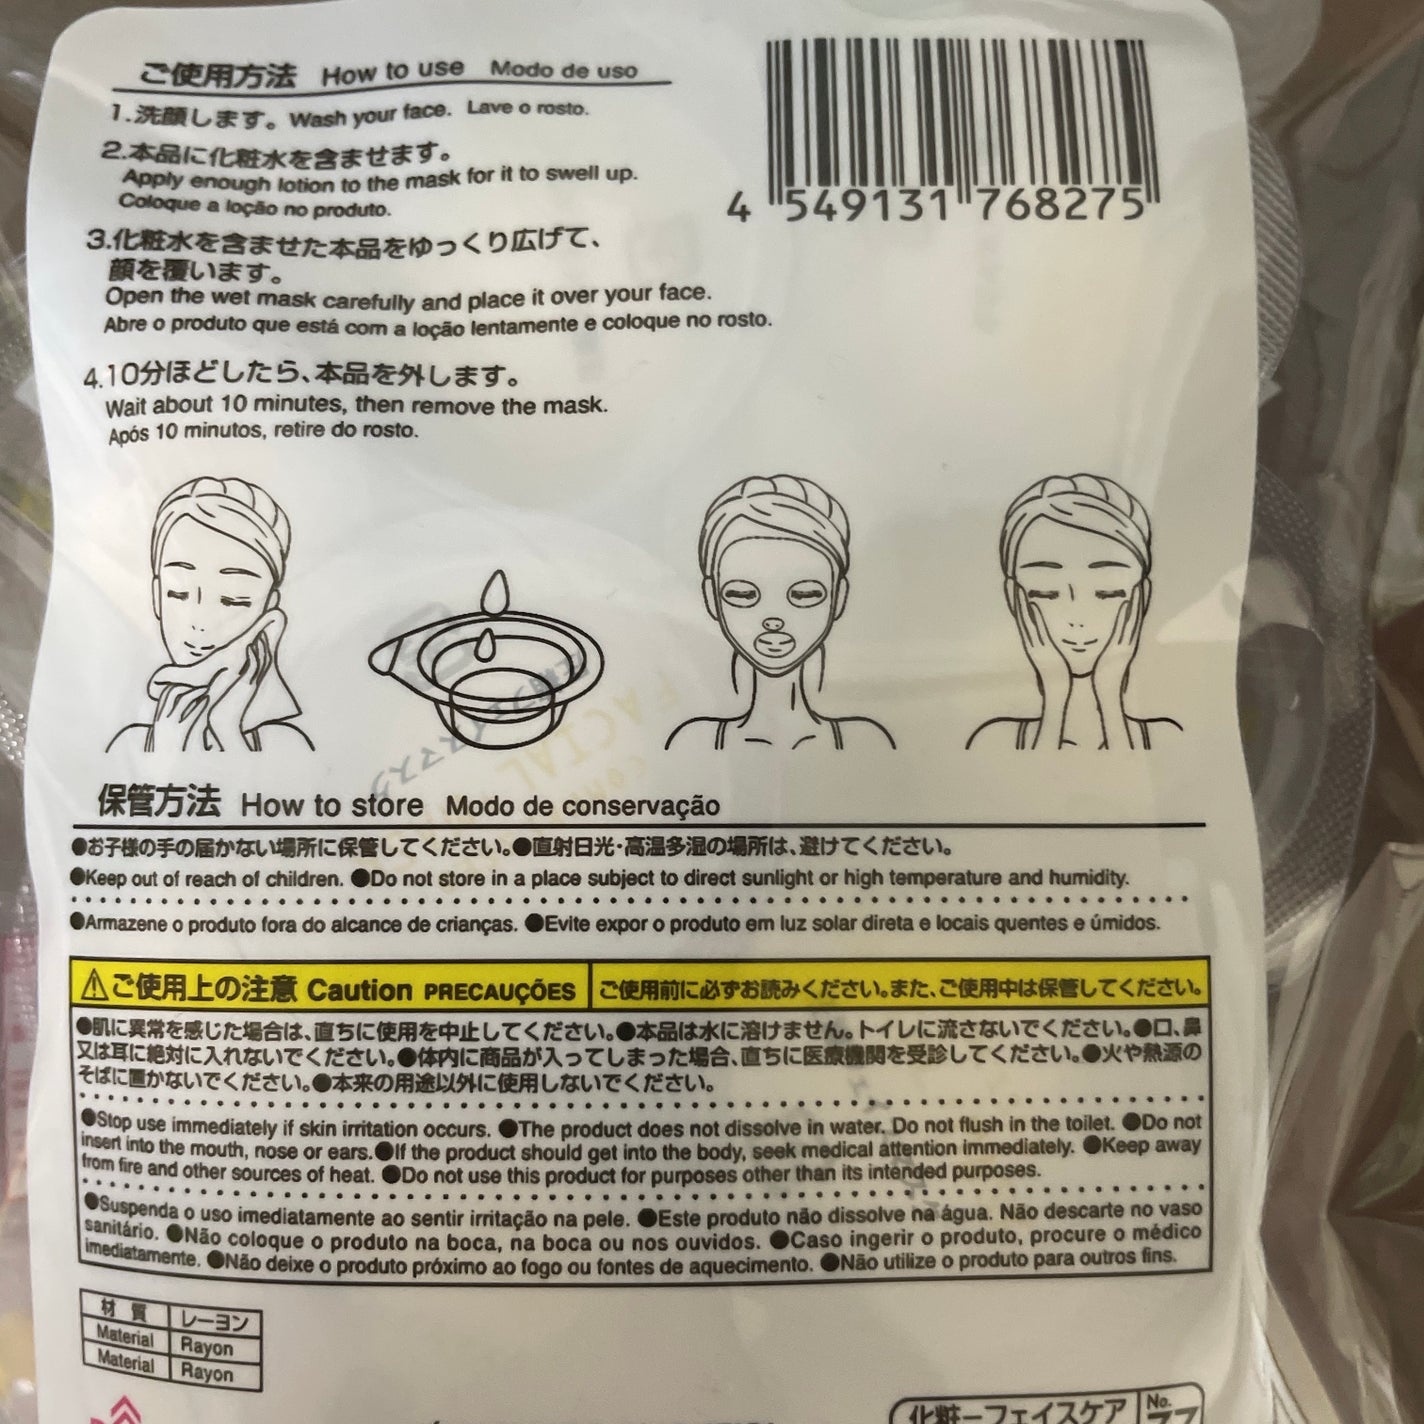 ご使用方法 How to use Modo de uso
1.洗顔します。Wash your face. Lave o rosto.
2.本品に化粧水を含ませます。
Apply enough lotion to the mask for it to swell up.
Coloque a loção no produto.
3.化粧水を含ませた本品をゆっくり広げて、
顔を覆います。
Open the wet mask carefully and place it over your face.
Abre o produto que está com a loção lentamente e coloque no rosto.
4.10分ほどしたら、本品を外します。
Wait about 10 minutes, then remove the mask.
Após 10 minutos, retire do rosto.
4 549131 768275
保管方法 How to store Modo de conservação
●お子様の手の届かない場所に保管してください。●直射日光・高温多湿の場所は、避けてください。
●Keep out of reach of children. ●Do not store in a place subject to direct sunlight or high temperature and humidity.
●Armazene o produto fora do alcance de crianças. ●Evite expor o produto em luz solar direta e locais quentes e úmidos.
⚠ご使用上の注意 Caution PRECAUÇÕES ご使用前に必ずお読みください。また、ご使用中は保管してください。
●肌に異常を感じた場合は、直ちに使用を中止してください。●本品は水に溶けません。トイレに流さないでください。●口、鼻
又は耳に絶対に入れないでください。●体内に商品が入ってしまった場合、直ちに医療機関を受診してください。●火や熱源の
そばに置かないでください。●本来の用途以外に使用しないでください。
●Stop use immediately if skin irritation occurs. ●The product does not dissolve in water. Do not flush in the toilet. ●Do not
insert into the mouth, nose or ears.●If the product should get into the body, seek medical attention immediately. ●Keep away
from fire and other sources of heat. ●Do not use this product for purposes other than its intended purposes.
●Suspenda o uso imediatamente ao sentir irritação na pele. ●Este produto não dissolve na água. Não descarte no vaso
sanitário. ●Não coloque o produto na boca, na boca ou nos ouvidos. ●Caso ingerir o produto, procure o médico
imediatamente. ●Não deixe o produto próximo ao fogo ou fontes de aquecimento. ●Não utilize o produto para outros fins.
材質 レーヨン
Material Rayon
Material Rayon
化粧-フェイスケア No.